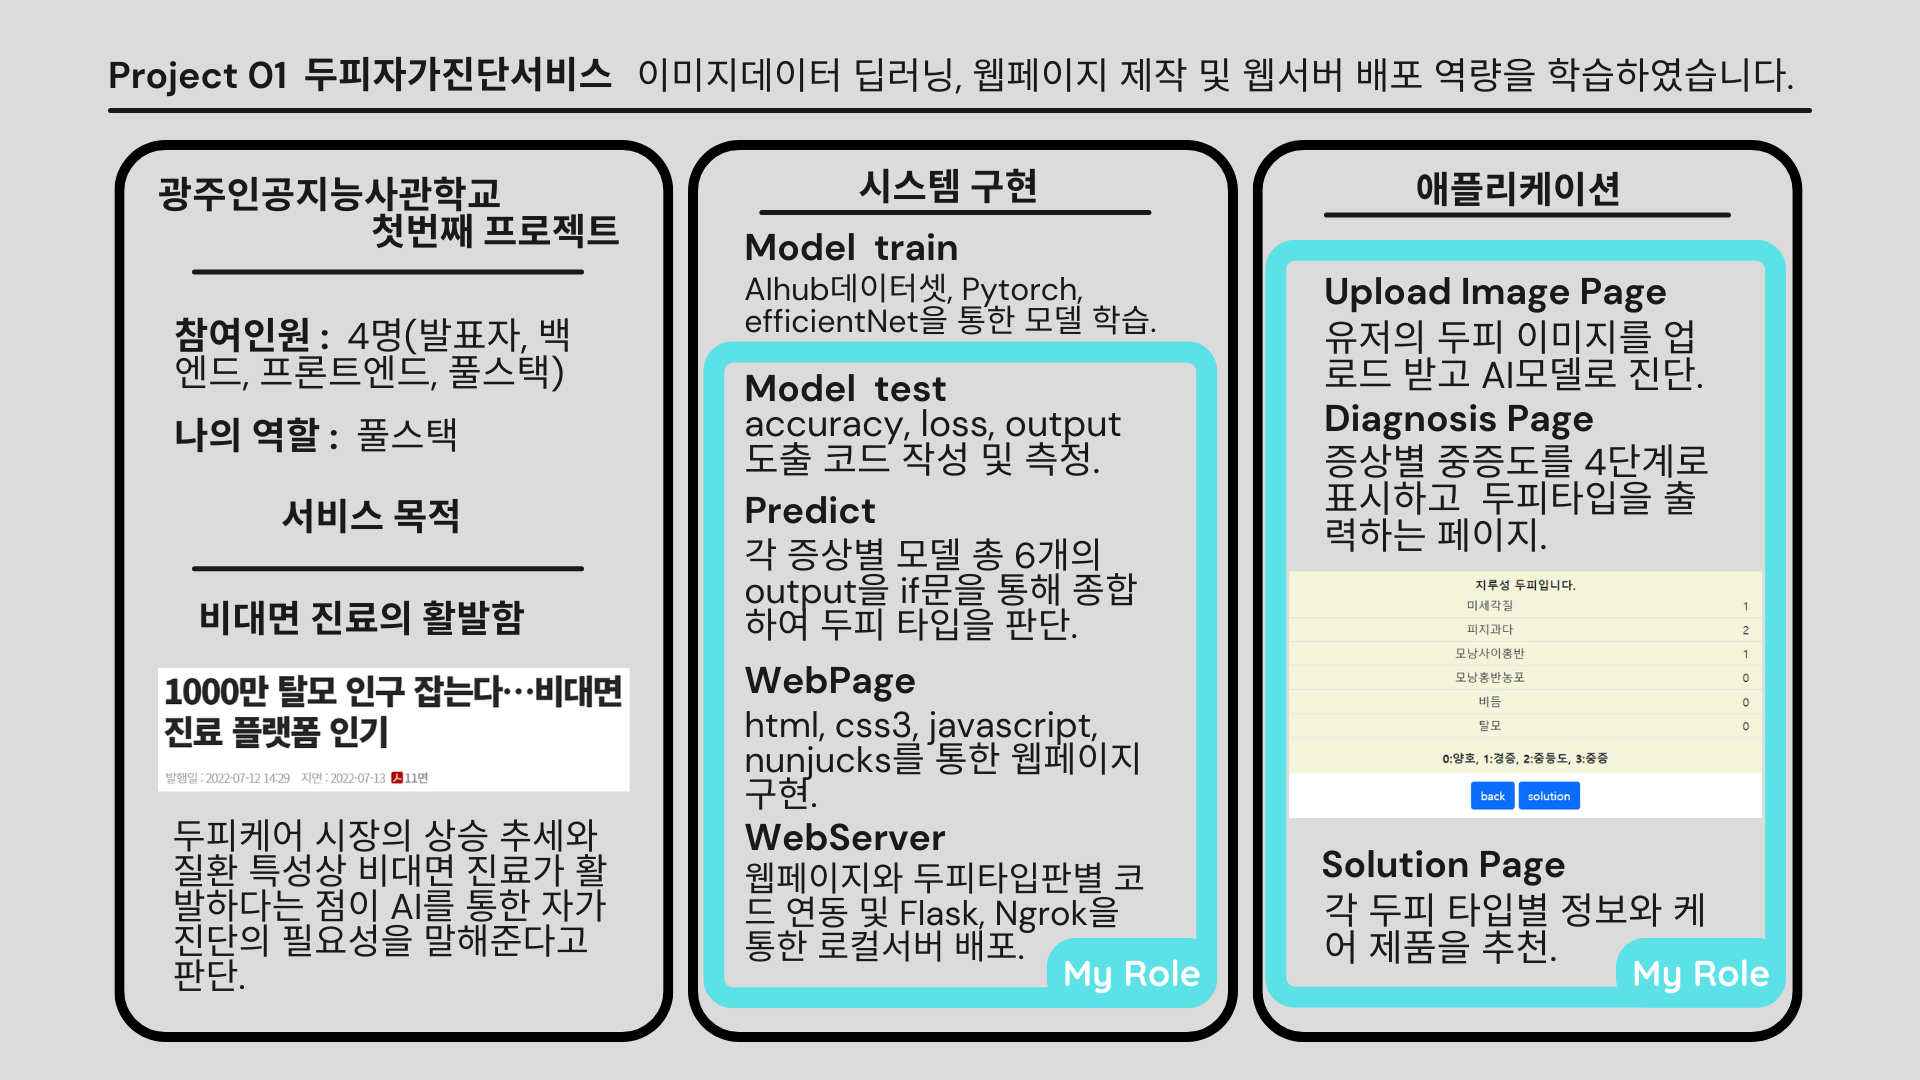 Project 01 두피자가진단서비스 이미지데이터 딥러닝, 웹페이지 제작 및 웹서버 배포 역량을 학습하였습니다.
광주인공지능사관학교
첫번째 프로젝트
참여인원 : 4명(발표자, 백
엔드, 프론트엔드, 풀스택)
나의 역할 : 풀스택
서비스 목적
비대면 진료의 활발함
1000만 탈모 인구 잡는다…비대면
진료 플랫폼 인기
발행일 : 2022-07-12 14:29 지면 : 2022-07-13 11면
두피케어 시장의 상승 추세와
질환 특성상 비대면 진료가 활
발하다는 점이 AI를 통한 자가
진단의 필요성을 말해준다고
판단.
시스템 구현
Model train
AIhub데이터셋, Pytorch,
efficientNet을 통한 모델 학습.
Model test
accuracy, loss, output
도출 코드 작성 및 측정.
Predict
각 증상별 모델 총 6개의
output을 if문을 통해 종합
하여 두피 타입을 판단.
WebPage
html, css3, javascript,
nunjucks를 통한 웹페이지
구현.
WebServer
웹페이지와 두피타입판별 코
드 연동 및 Flask, Ngrok을
통한 로컬서버 배포.
My Role
애플리케이션
Upload Image Page
유저의 두피 이미지를 업
로드 받고 AI모델로 진단.
Diagnosis Page
증상별 중증도를 4단계로
표시하고 두피타입을 출
력하는 페이지.
지루성 두피입니다.
미세각질 1
피지과다 2
모낭사이홍반 1
모낭홍반농포 0
비듬 0
탈모 0
0:양호, 1:경증, 2:중등도, 3:중증
back solution
Solution Page
각 두피 타입별 정보와 케
어 제품을 추천.
My Role